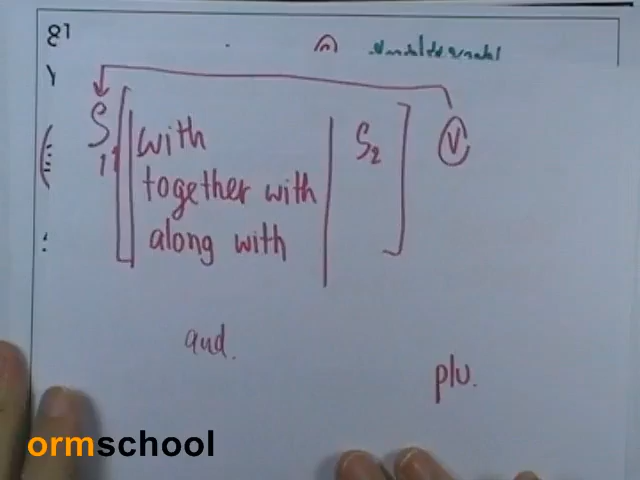 S1 with S2 V
together with
along with
and.
plu.
ormschool